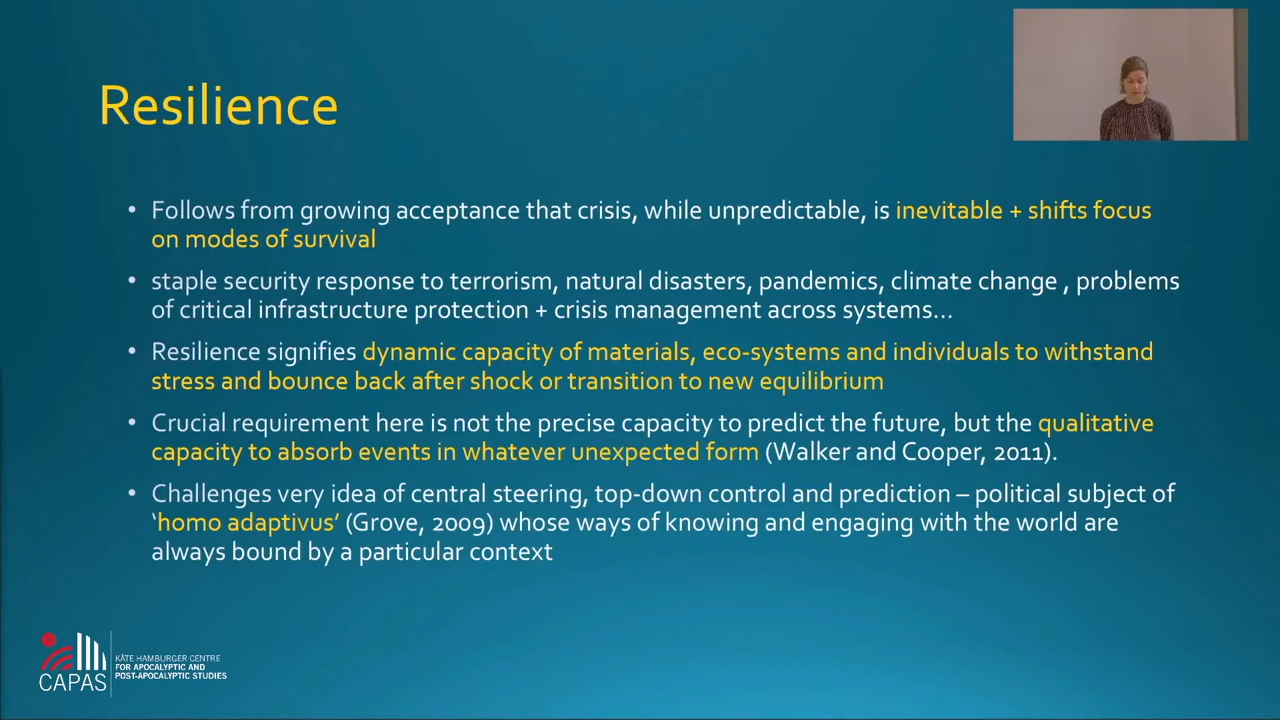 Resilience
• Follows from growing acceptance that crisis, while unpredictable, is inevitable + shifts focus
on modes of survival
• staple security response to terrorism, natural disasters, pandemics, climate change , problems
of critical infrastructure protection + crisis management across systems...
• Resilience signifies dynamic capacity of materials, eco-systems and individuals to withstand
stress and bounce back after shock or transition to new equilibrium
• Crucial requirement here is not the precise capacity to predict the future, but the qualitative
capacity to absorb events in whatever unexpected form (Walker and Cooper, 2011).
• Challenges very idea of central steering, top-down control and prediction – political subject of
‘homo adaptivus’ (Grove, 2009) whose ways of knowing and engaging with the world are
always bound by a particular context
CAPAS
KÄTE HAMBURGER CENTRE
FOR APOCALYPTIC AND
POST-APOCALYPTIC STUDIES